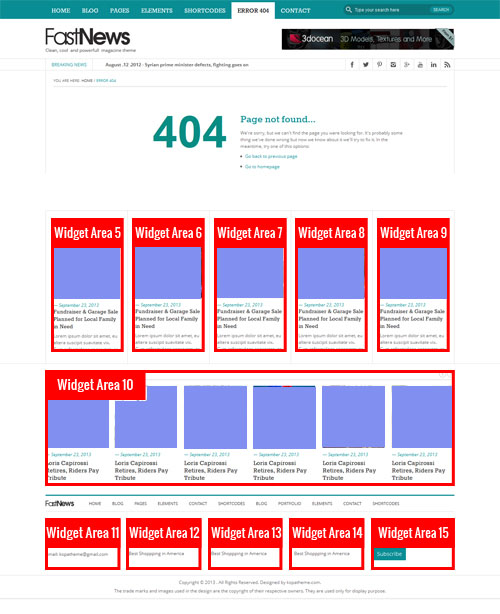 HOME BLOG PAGES ELEMENTS SHORTCODES ERROR 404 CONTACT Type your search here SEARCH
FastNews
Clean, cool and powerfull magazine theme
3docean 3D Models, Textures and More
BREAKING NEWS August ,12 2012 - Syrian prime minister defects, fighting goes on
YOU ARE HERE: HOME / ERROR 404
404
Page not found...
We're sorry, but we can't find the page you were looking for. It's probably some
thing we've done wrong but now we know about it we'll try to fix it. In the
meantime, try one of this options:
Go back to previous page
Go to homepage
Widget Area 5 Widget Area 6 Widget Area 7 Widget Area 8 Widget Area 9
— September 23, 2013 — September 23, 2013 — September 23, 2013 — September 23, 2013 — September 23, 2013
Fundraiser & Garage Sale Fundraiser & Garage Sale Fundraiser & Garage Sale Fundraiser & Garage Sale Fundraiser & Garage Sale
Planned for Local Family Planned for Local Family Planned for Local Family Planned for Local Family Planned for Local Family
in Need in Need in Need in Need in Need
Lorem ipsum dolor sit amet, eu Lorem ipsum dolor sit amet, eu Lorem ipsum dolor sit amet, eu Lorem ipsum dolor sit amet, eu Lorem ipsum dolor sit amet, eu
altera suscipit suavitate vix. altera suscipit suavitate vix. altera suscipit suavitate vix. altera suscipit suavitate vix. altera suscipit suavitate vix.
Widget Area 10
September 23, 2013 — September 23, 2013 — September 23, 2013 — September 23, 2013 — September 23, 2013 — September 23, 2013
Loris Capirossi Loris Capirossi Loris Capirossi Loris Capirossi Loris Capirossi Loris Capirossi
Retires, Riders Pay Retires, Riders Pay Retires, Riders Pay Retires, Riders Pay Retires, Riders Pay Retires, Riders Pay
Tribute Tribute Tribute Tribute Tribute Tribute
FastNews HOME BLOG PAGES ELEMENTS CONTACT SHORTCODES BLOG PORTFOLIO ELEMENTS CONTACT SHORTCODES
Widget Area 11 Widget Area 12 Widget Area 13 Widget Area 14 Widget Area 15
email: kopatheme@gmail.com Best Shopping in America Best Shopping in America Best Shopping in America Subscribe
Copyright © 2013 . All Rights Reserved. Designed by kopatheme.com.
The trade marks and images used in the design are the copyright of their respective owners. They are used only for display purpose.